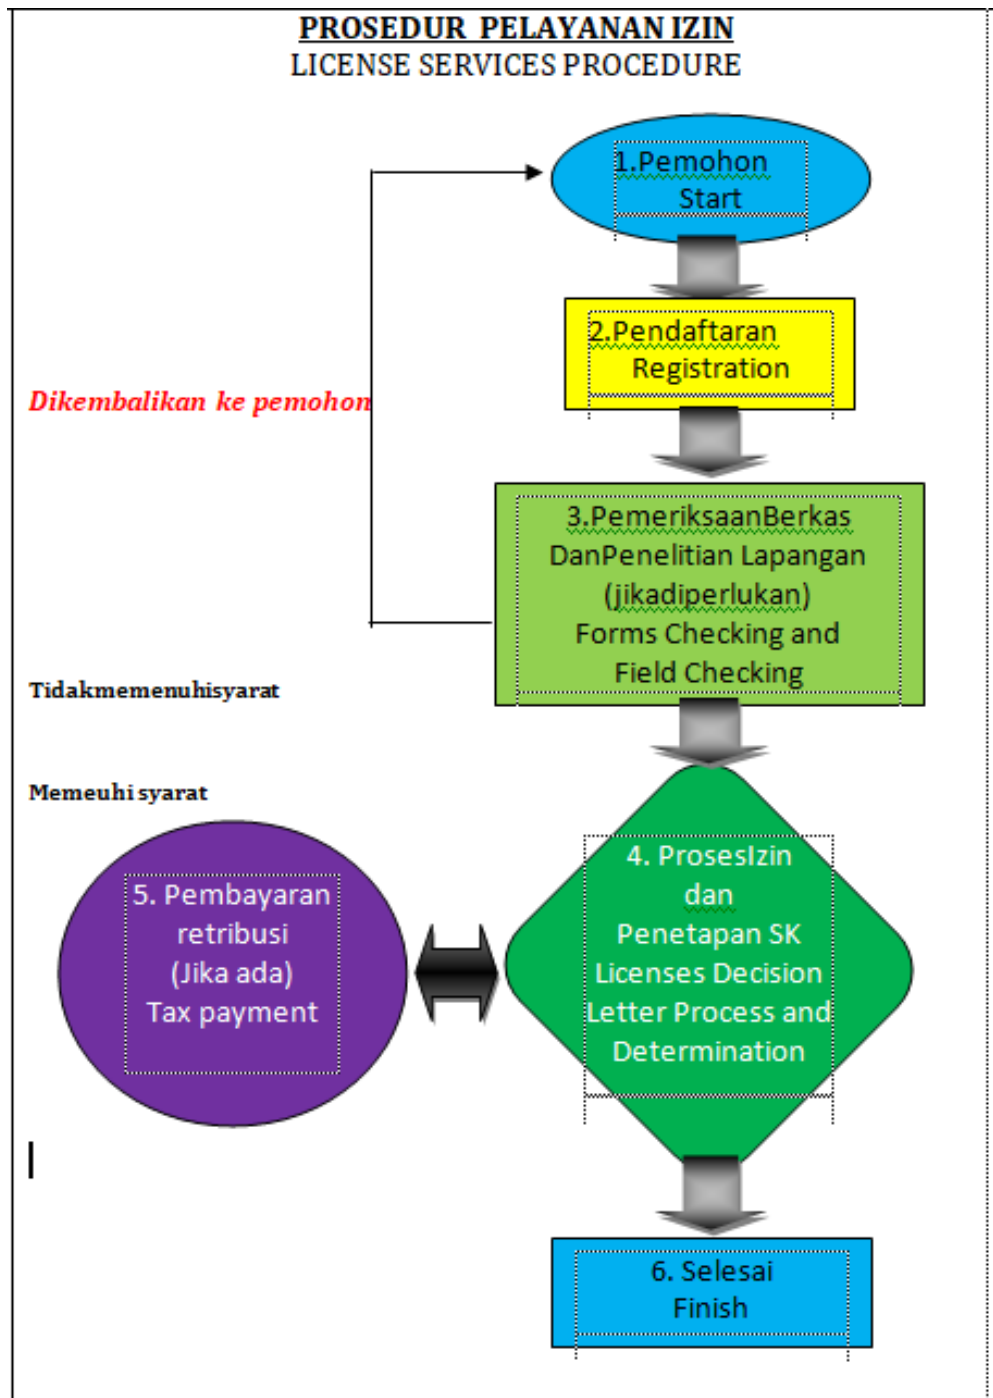 PROSEDUR PELAYANAN IZIN
LICENSE SERVICES PROCEDURE
1.Pemohon
Start
2.Pendaftaran
Registration
Dikembalikan ke pemohon
3.PemeriksaanBerkas
DanPenelitian Lapangan
(jikadiperlukan)
Forms Checking and
Field Checking
Tidakmemenuhisyarat
Memeuhi syarat
4. ProsesIzin
dan
Penetapan SK
Licenses Decision
Letter Process and
Determination
5. Pembayaran
retribusi
(Jika ada)
Tax payment
6. Selesai
Finish